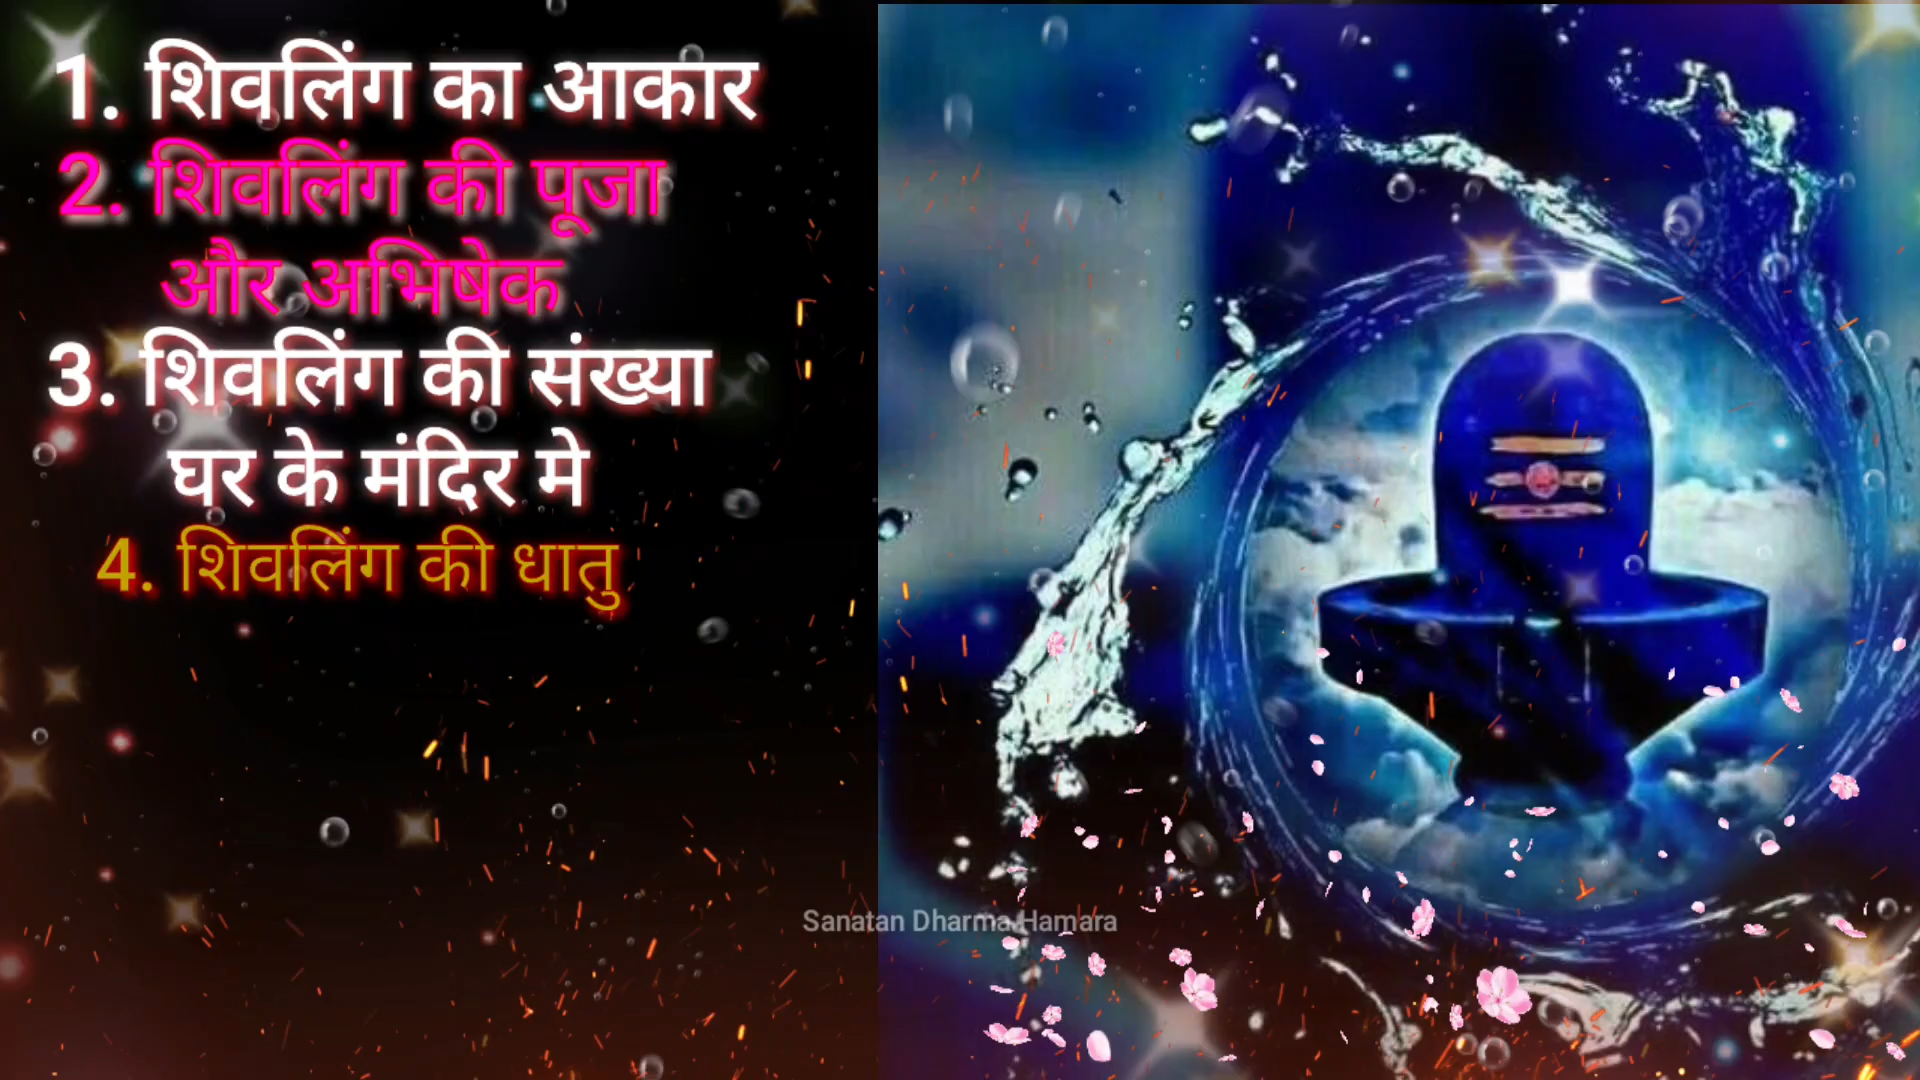 1. शिवलिंग का आकार
2. शिवलिंग की पूजा
और अभिषेक
3. शिवलिंग की संख्या
घर के मंदिर मे
4. शिवलिंग की धातु
Sanatan Dharma Hamara